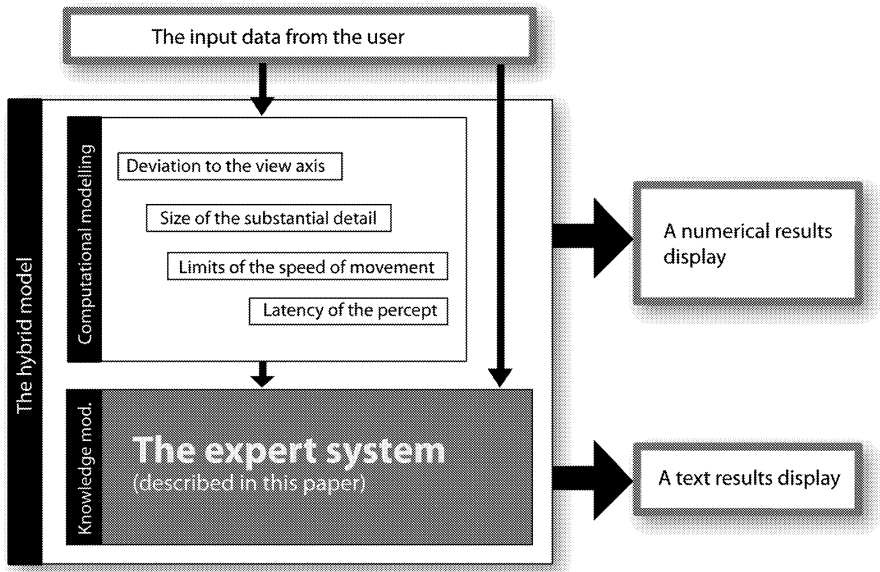 The input data from the user
The hybrid model
Computational modelling
Deviation to the view axis
Size of the substantial detail
Limits of the speed of movement
Latency of the percept
A numerical results
display
Knowledge mod.
The expert system
(described in this paper)
A text results display